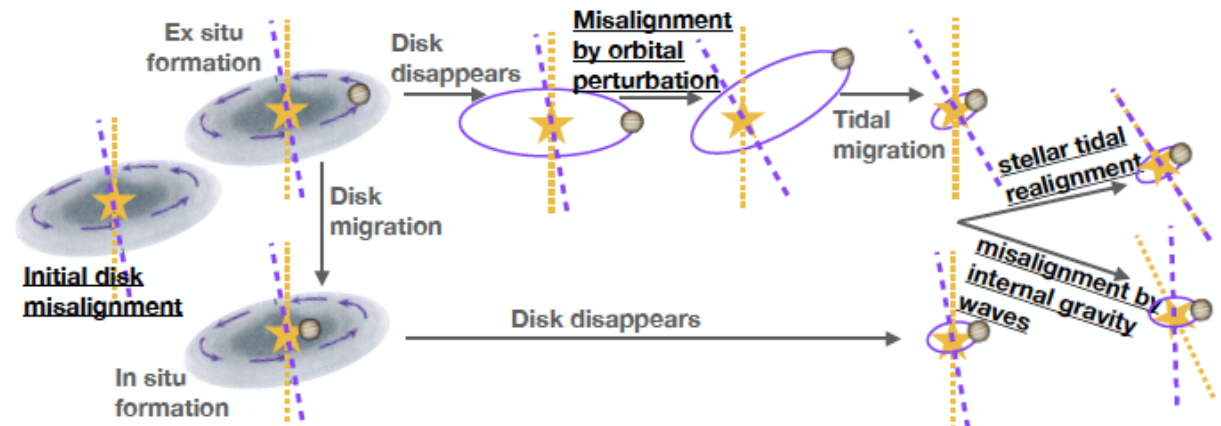 Ex situ
formation
Disk
disappears
Misalignment
by orbital
perturbation
Tidal
migration
stellar tidal
realignment
Disk
migration
Initial disk
misalignment
misalignment by
internal gravity
waves
Disk disappears
In situ
formation